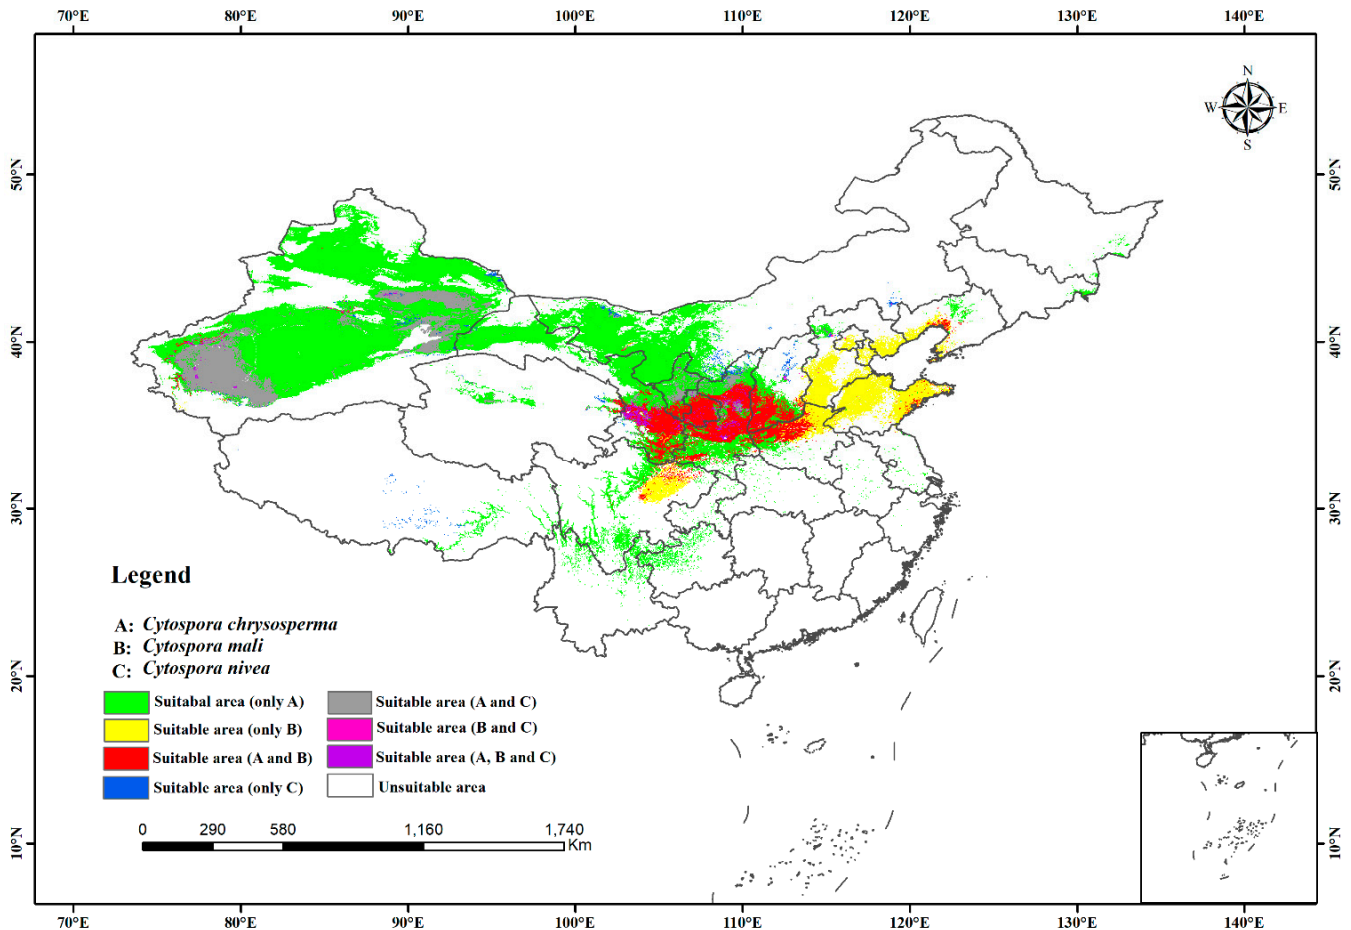 70°E 80°E 90°E 100°E 110°E 120°E 130°E 140°E
N
W E
S
50°N 50°N
40°N 40°N
30°N 30°N
20°N 20°N
10°N 10°N
Legend
A: Cytospora chrysosperma
B: Cytospora mali
C: Cytospora nivea
Suitabal area (only A) Suitable area (A and C)
Suitable area (only B) Suitable area (B and C)
Suitable area (A and B) Suitable area (A, B and C)
Suitable area (only C) Unsuitable area
0 290 580 1,160 1,740
Km
70°E 80°E 90°E 100°E 110°E 120°E 130°E 140°E